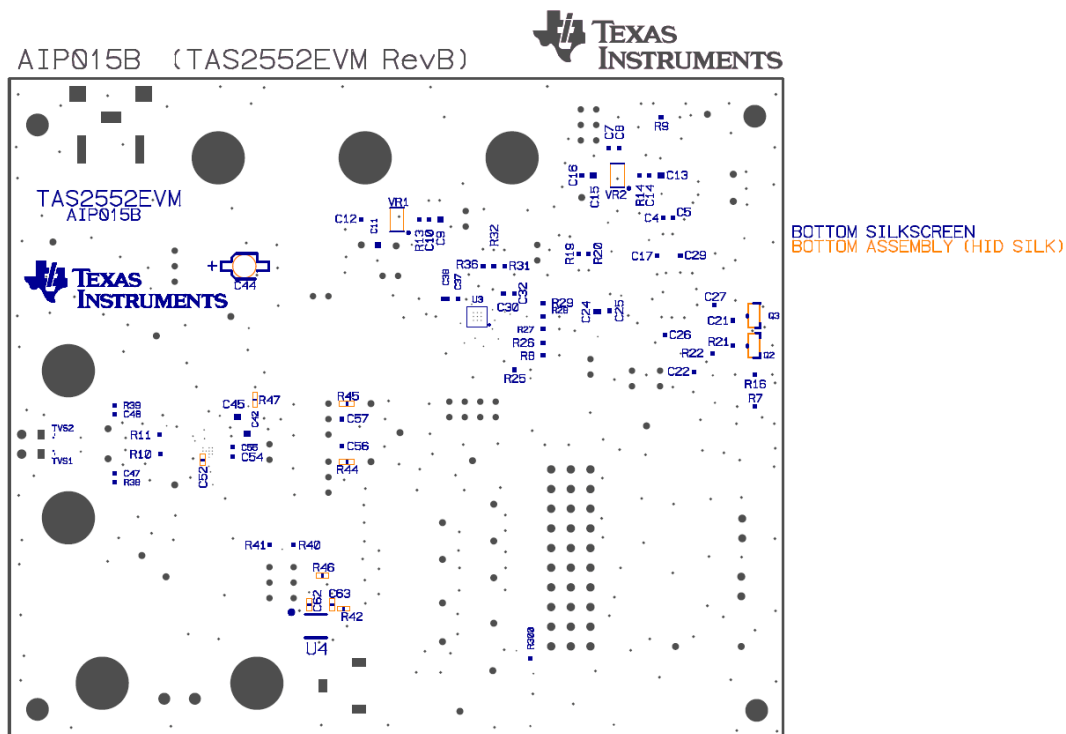 TEXAS
INSTRUMENTS
AIP015B (TAS2552EVM RevB)
R9
C7
C8
C16
C15
VR2
R14
C14
C13
TAS2552EVM
AIP015B
VR1
C12
C11
R13
C10
C9
R32
C4
C5
BOTTOM SILKSCREEN
BOTTOM ASSEMBLY (HID SILK)
R19
R20
C17
C29
+
C44
R36
R31
TEXAS
INSTRUMENTS
C38
C37
U3
C30
C32
R29
R28
R27
R26
R8
R25
C24
C25
C27
C21
Q3
C26
R21
Q2
R22
C22
R16
R7
R47
R45
R39
C48
C45
C42
C57
TVS2
R11
C56
TVS1
R10
C54
C52
R44
C47
R38
R41
R40
R46
C62
C63
R42
U4
R300